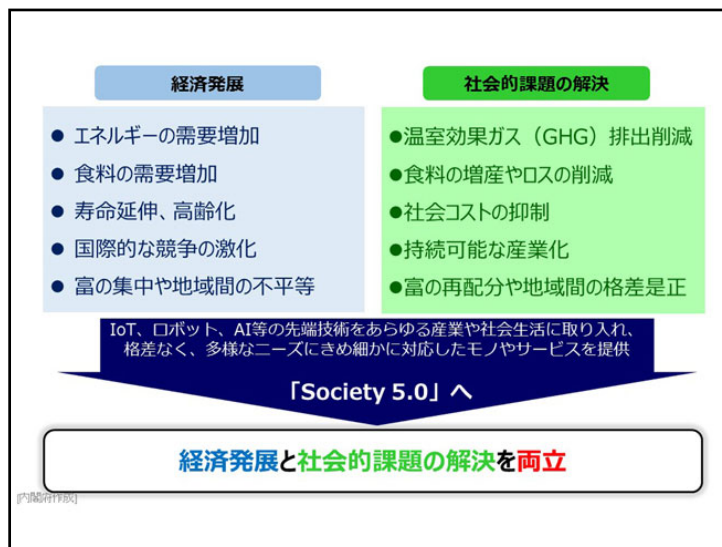 経済発展
● エネルギーの需要増加
● 食料の需要増加
● 寿命延伸、高齢化
● 国際的な競争の激化
● 富の集中や地域間の不平等
社会的課題の解決
●温室効果ガス（GHG）排出削減
●食料の増産やロスの削減
●社会コストの抑制
●持続可能な産業化
●富の再配分や地域間の格差是正
IoT、ロボット、AI等の先端技術をあらゆる産業や社会生活に取り入れ、
格差なく、多様なニーズにきめ細かに対応したモノやサービスを提供
「Society 5.0」へ
経済発展と社会的課題の解決を両立
[内閣府作成]